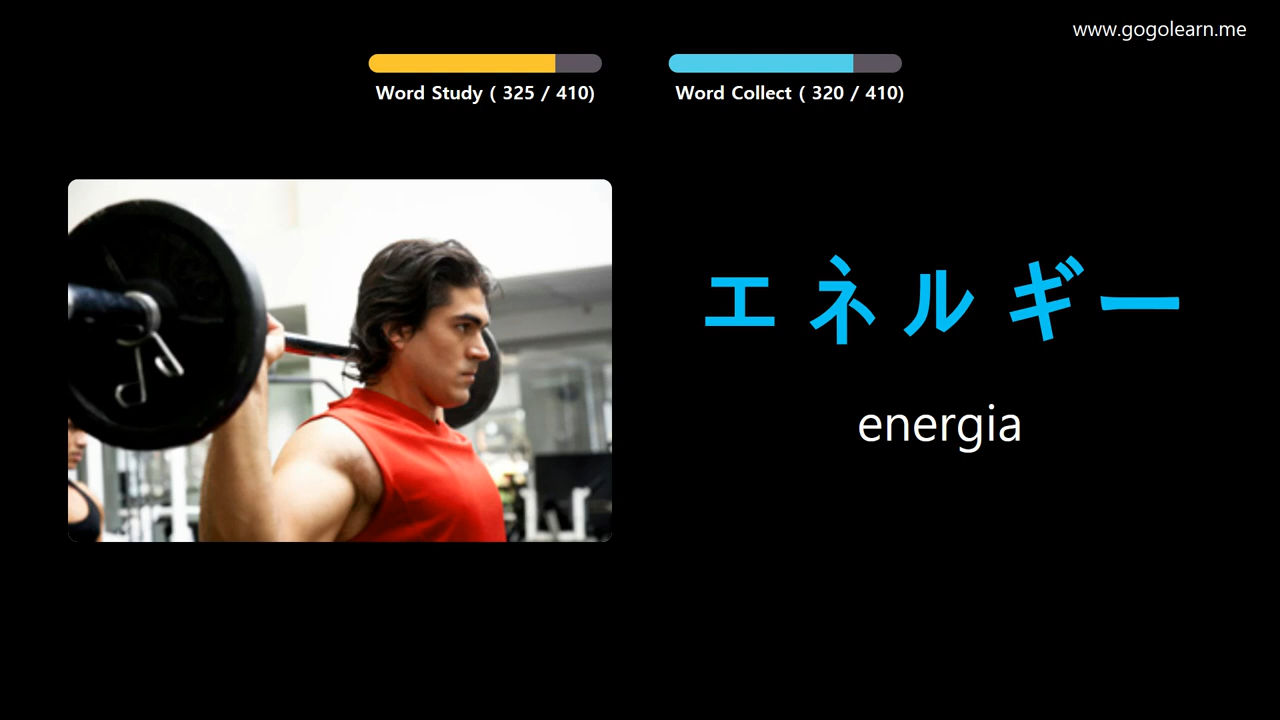 www.gogolearn.me
Word Study ( 325 / 410)
Word Collect ( 320 / 410)
エネルギー
energia